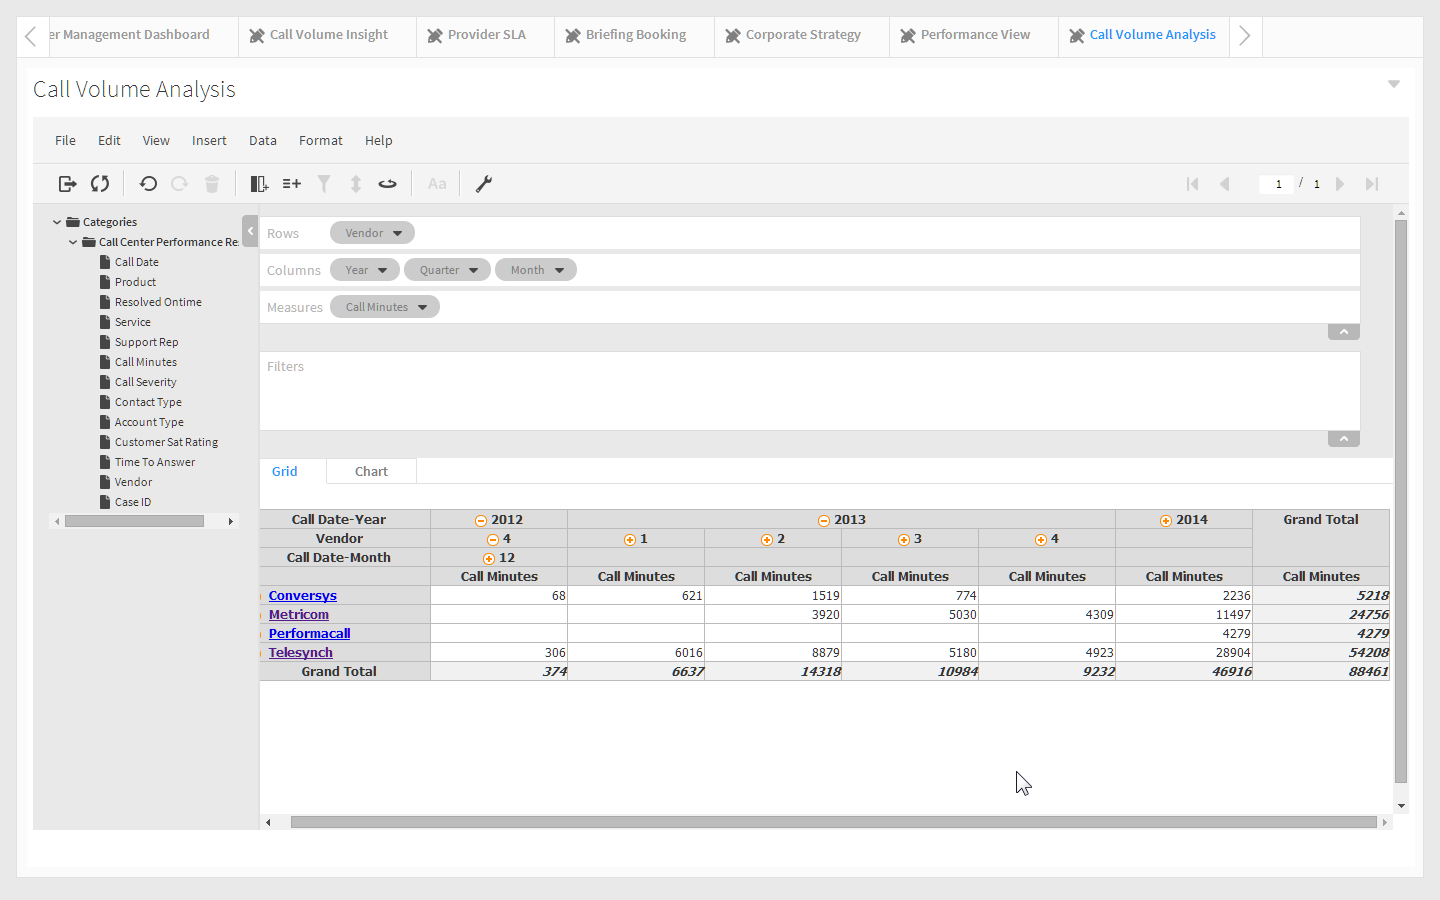 er Management Dashboard Call Volume Insight Provider SLA Briefing Booking Corporate Strategy Performance View Call Volume Analysis
Call Volume Analysis
File Edit View Insert Data Format Help
Aa 1 / 1
Categories
Call Center Performance Re
Call Date
Product
Resolved Ontime
Service
Support Rep
Call Minutes
Call Severity
Contact Type
Account Type
Customer Sat Rating
Time To Answer
Vendor
Case ID
Rows Vendor
Columns Year Quarter Month
Measures Call Minutes
Filters
Grid Chart
Call Date-Year 2012 2013 2014 Grand Total
Vendor 4 1 2 3 4
Call Date-Month 12
Call Minutes Call Minutes Call Minutes Call Minutes Call Minutes Call Minutes Call Minutes
Conversys 68 621 1519 774 2236 5218
Metricom 3920 5030 4309 11497 24756
Performacall 4279 4279
Telesynch 306 6016 8879 5180 4923 28904 54208
Grand Total 374 6637 14318 10984 9232 46916 88461